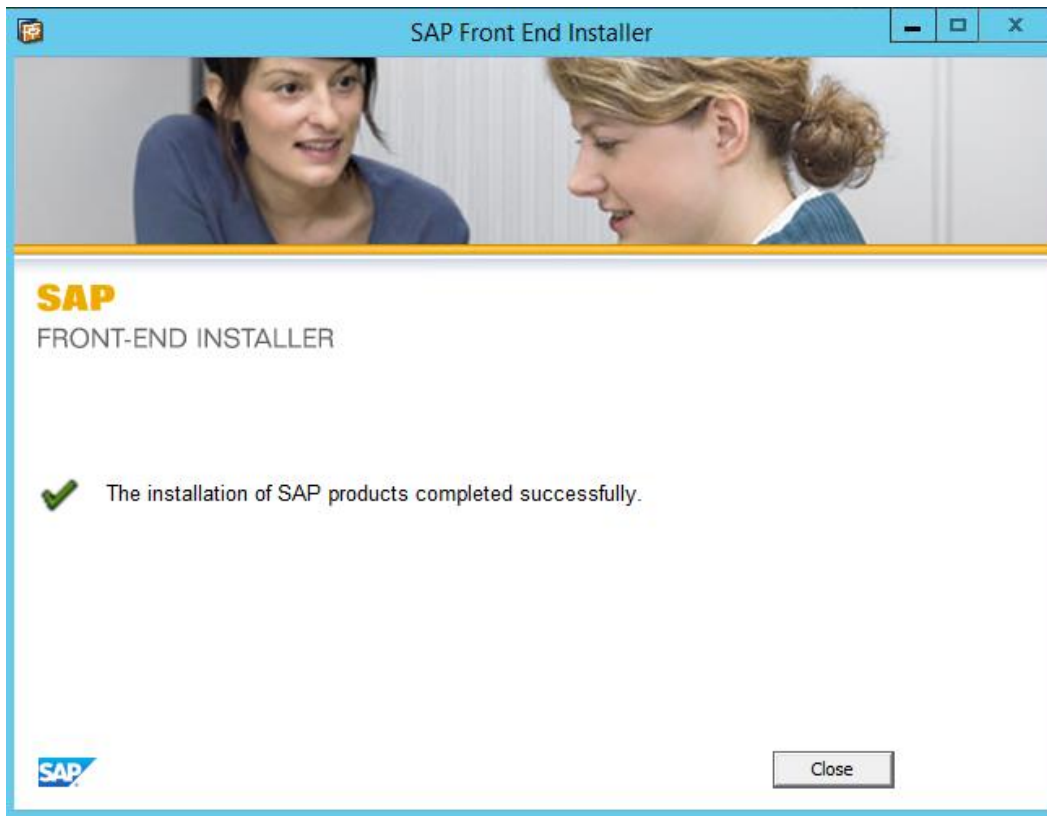 SAP Front End Installer
SAP
FRONT-END INSTALLER
The installation of SAP products completed successfully.
SAP
Close